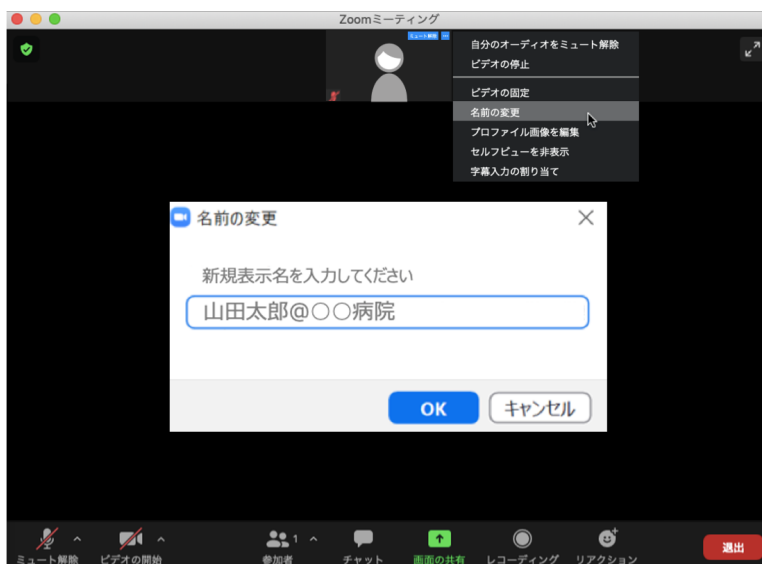 Zoomミーティング
ミュート解除 ...
自分のオーディオをミュート解除
ビデオの停止
ビデオの固定
名前の変更
プロファイル画像を編集
セルフビューを非表示
字幕入力の割り当て
名前の変更
新規表示名を入力してください
山田太郎@○○病院
OK
キャンセル
1
ミュート解除
ビデオの開始
参加者
チャット
画面の共有
レコーディング
リアクション
退出